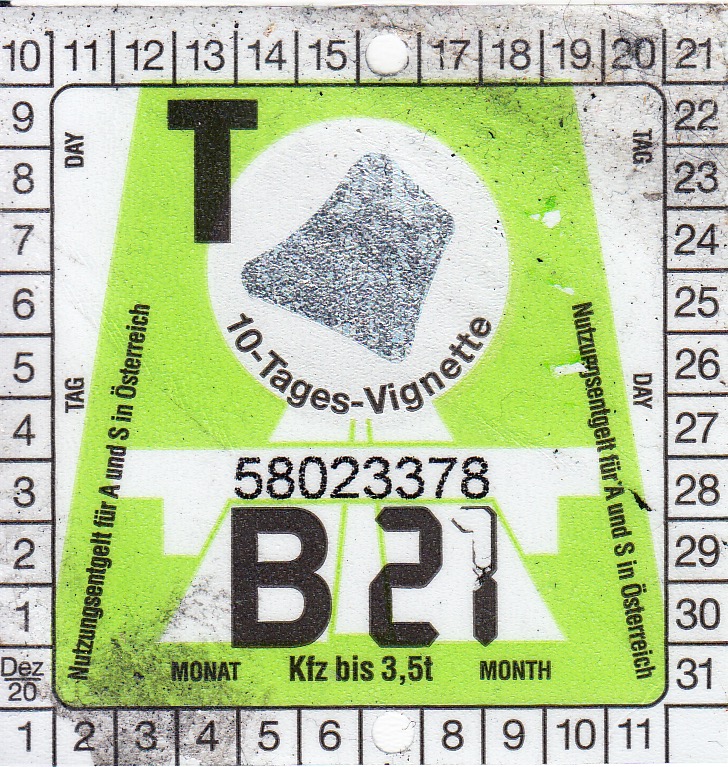 10 11 12 13 14 15 17 18 19 20 21
9 22
8 23
7 24
6 25
5 26
4 27
3 28
2 29
1 30
Dez
20
31
DAY
TAG
T
10-Tages-Vignette
TAG
DAY
Nutzungsentgelt für A und S in Österreich
Nutzungsentgelt für A und S in Österreich
58023378
B 21
MONAT Kfz bis 3,5t MONTH
1 2 3 4 5 6 8 9 10 11